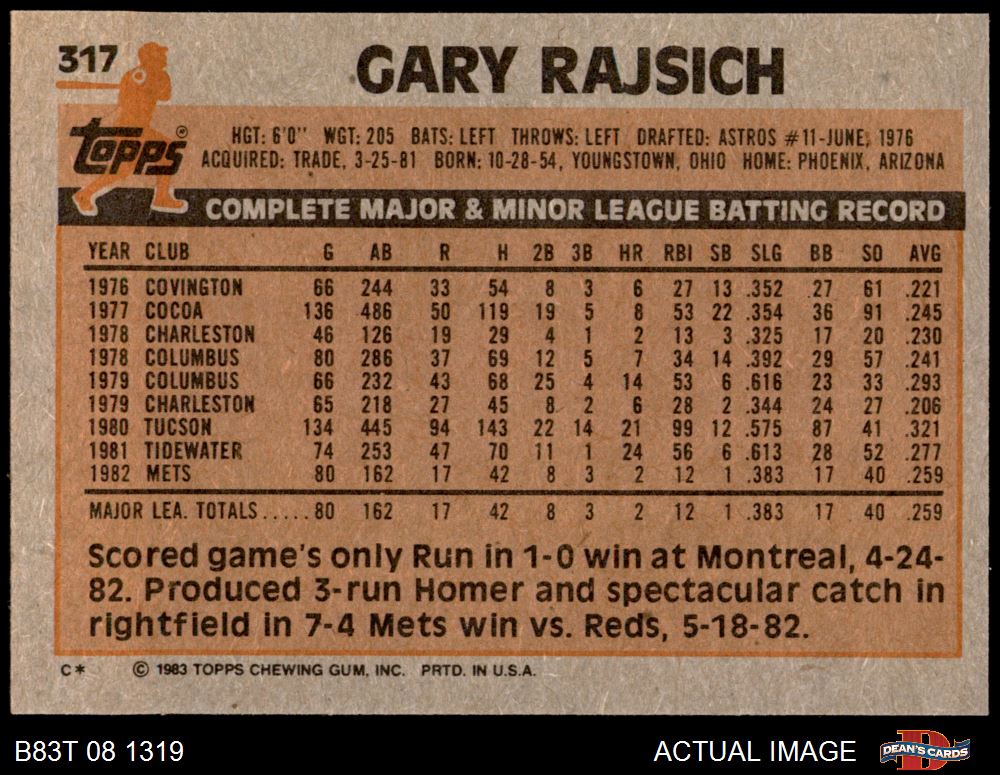 317
GARY RAJSICH
Topps®
HGT: 6'0" WGT: 205 BATS: LEFT THROWS: LEFT DRAFTED: ASTROS #11-JUNE, 1976
ACQUIRED: TRADE, 3-25-81 BORN: 10-28-54, YOUNGSTOWN, OHIO HOME: PHOENIX, ARIZONA
COMPLETE MAJOR & MINOR LEAGUE BATTING RECORD
YEAR CLUB G AB R H 2B 3B HR RBI SB SLG BB SO AVG
1976 COVINGTON 66 244 33 54 8 3 6 27 13 .352 27 61 .221
1977 COCOA 136 486 50 119 19 5 8 53 22 .354 36 91 .245
1978 CHARLESTON 46 126 19 29 4 1 2 13 3 .325 17 20 .230
1978 COLUMBUS 80 286 37 69 12 5 7 34 14 .392 29 57 .241
1979 COLUMBUS 66 232 43 68 25 4 14 53 6 .616 23 33 .293
1979 CHARLESTON 65 218 27 45 8 2 6 28 2 .344 24 27 .206
1980 TUCSON 134 445 94 143 22 14 21 99 12 .575 87 41 .321
1981 TIDEWATER 74 253 47 70 11 1 24 56 6 .613 28 52 .277
1982 METS 80 162 17 42 8 3 2 12 1 .383 17 40 .259
MAJOR LEA. TOTALS.....80 162 17 42 8 3 2 12 1 .383 17 40 .259
Scored game's only Run in 1-0 win at Montreal, 4-24-
82. Produced 3-run Homer and spectacular catch in
rightfield in 7-4 Mets win vs. Reds, 5-18-82.
C* © 1983 TOPPS CHEWING GUM, INC. PRTD. IN U.S.A.
B83T 08 1319 ACTUAL IMAGE DEAN'S CARDS